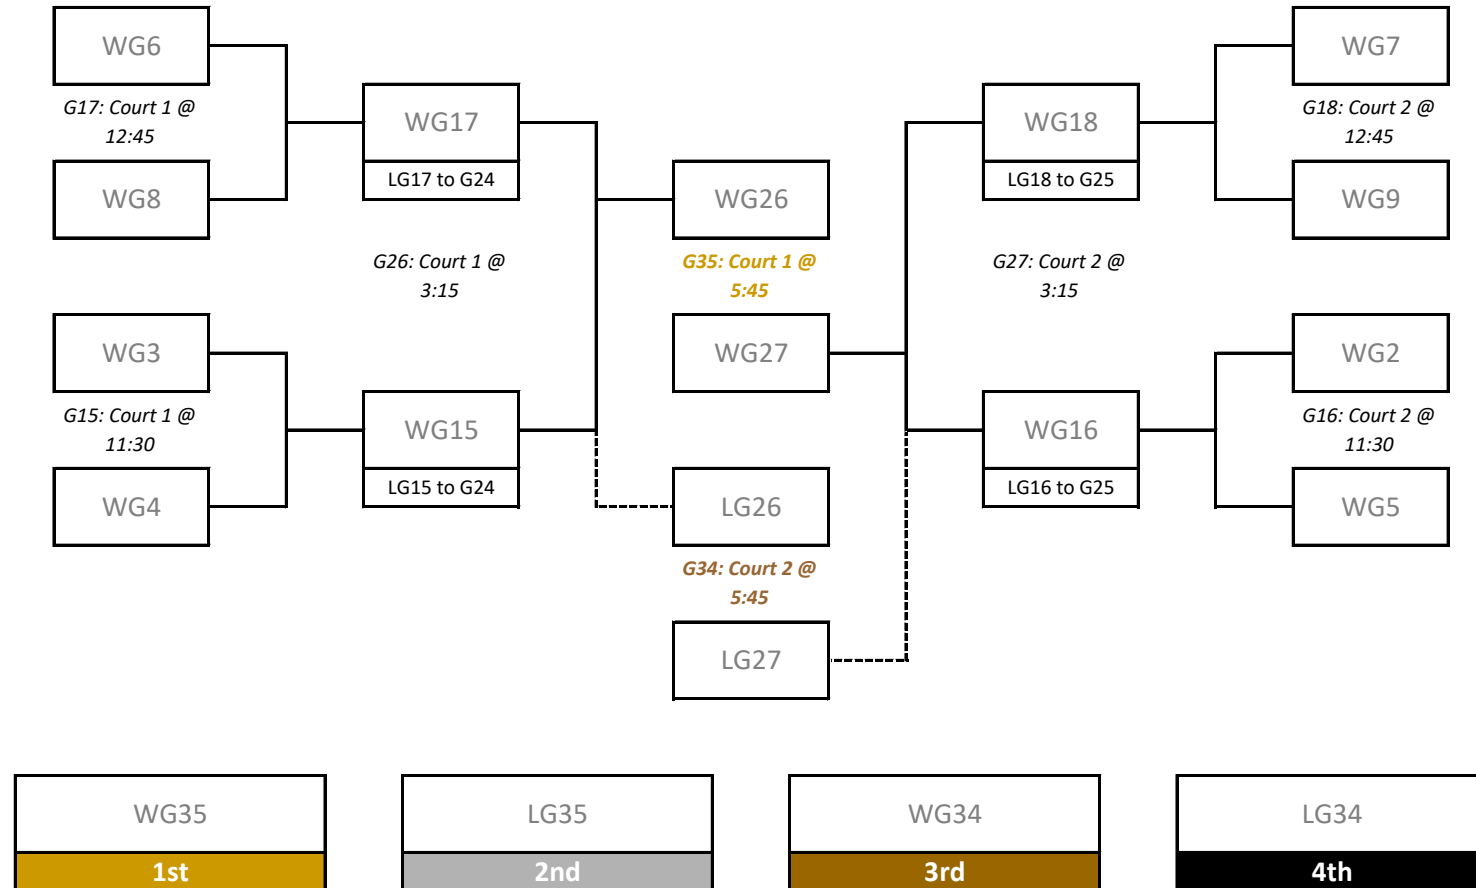 WG6
G17: Court 1 @
12:45
WG8
WG17
LG17 to G24
G26: Court 1 @
3:15
WG3
G15: Court 1 @
11:30
WG4
WG15
LG15 to G24
WG26
G35: Court 1 @
5:45
WG27
LG26
G34: Court 2 @
5:45
LG27
WG18
LG18 to G25
G27: Court 2 @
3:15
WG16
LG16 to G25
WG7
G18: Court 2 @
12:45
WG9
WG2
G16: Court 2 @
11:30
WG5
WG35
1st
LG35
2nd
WG34
3rd
LG34
4th